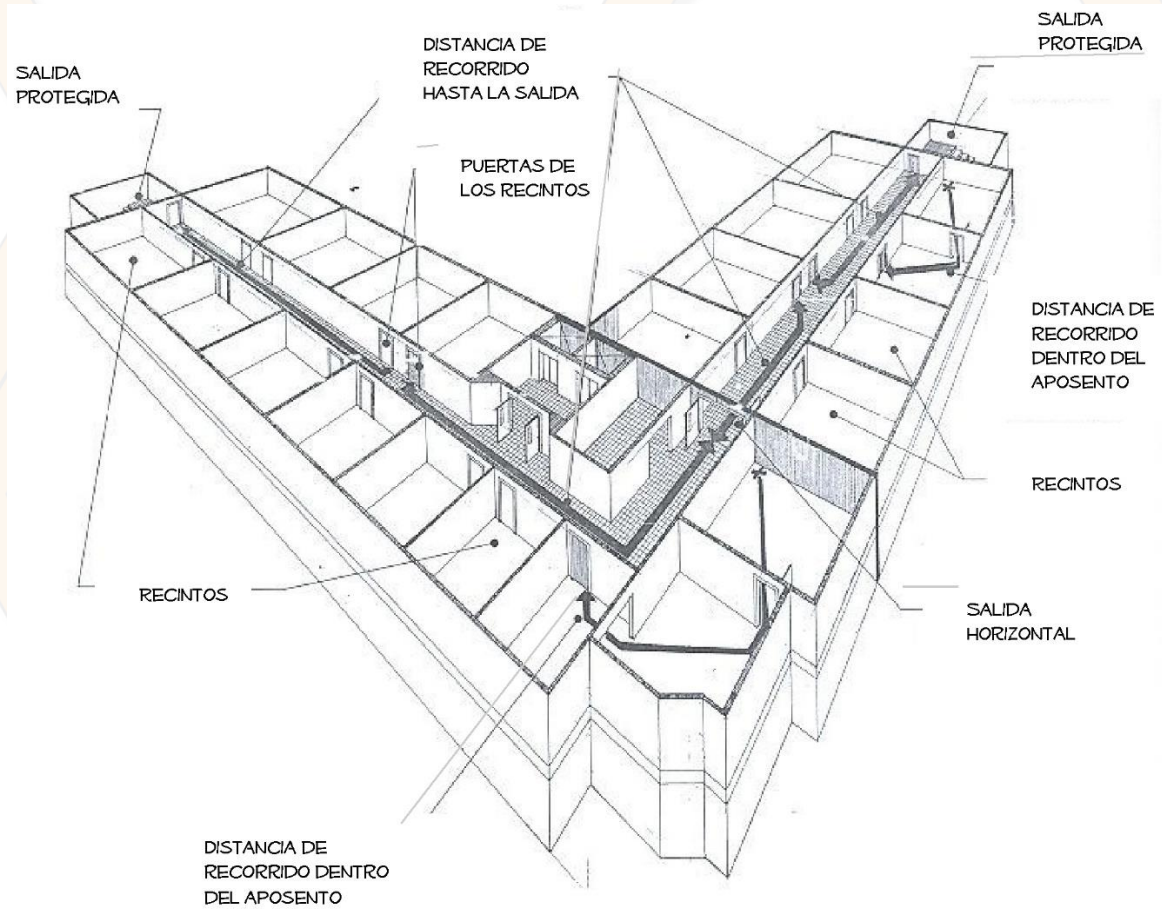 SALIDA
PROTEGIDA
DISTANCIA DE
RECORRIDO
HASTA LA SALIDA
SALIDA
PROTEGIDA
PUERTAS DE
LOS RECINTOS
DISTANCIA DE
RECORRIDO
DENTRO DEL
APOSENTO
RECINTOS
RECINTOS
SALIDA
HORIZONTAL
DISTANCIA DE
RECORRIDO DENTRO
DEL APOSENTO